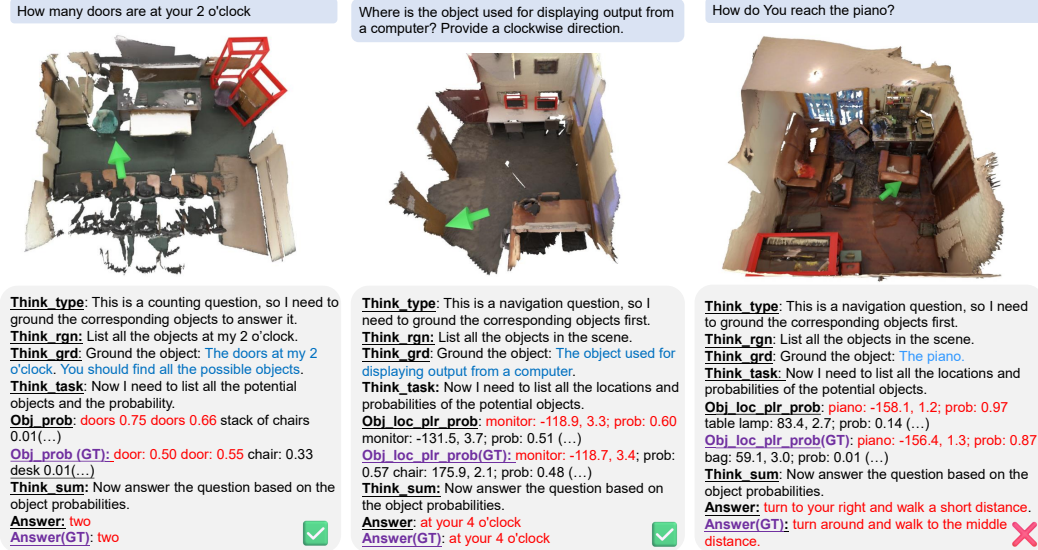 How many doors are at your 2 o'clock
Think_type: This is a counting question, so I need to
ground the corresponding objects to answer it.
Think_rgn: List all the objects at my 2 o'clock.
Think_grd: Ground the object: The doors at my 2
o'clock. You should find all the possible objects.
Think_task: Now I need to list all the potential
objects and the probability.
Obj_prob: doors 0.75 doors 0.66 stack of chairs
0.01(…)
Obj_prob (GT): door: 0.50 door: 0.55 chair: 0.33
desk 0.01(…)
Think_sum: Now answer the question based on the
object probabilities.
Answer: two
Answer(GT): two
Where is the object used for displaying output from
a computer? Provide a clockwise direction.
Think_type: This is a navigation question, so I
need to ground the corresponding objects first.
Think_rgn: List all the objects in the scene.
Think_grd: Ground the object: The object used for
displaying output from a computer.
Think_task: Now I need to list all the locations and
probabilities of the potential objects.
Obj_loc_plr_prob: monitor: -118.9, 3.3; prob: 0.60
monitor: -131.5, 3.7; prob: 0.51 (…)
Obj_loc_plr_prob(GT): monitor: -118.7, 3.4; prob:
0.57 chair: 175.9, 2.1; prob: 0.48 (…)
Think_sum: Now answer the question based on
the object probabilities.
Answer: at your 4 o'clock
Answer(GT): at your 4 o'clock
How do You reach the piano?
Think_type: This is a navigation question, so I need
to ground the corresponding objects first.
Think_rgn: List all the objects in the scene.
Think_grd: Ground the object: The piano.
Think_task: Now I need to list all the locations and
probabilities of the potential objects.
Obj_loc_plr_prob: piano: -158.1, 1.2; prob: 0.97
table lamp: 83.4, 2.7; prob: 0.14 (…)
Obj_loc_plr_prob(GT): piano: -156.4, 1.3; prob: 0.87
bag: 59.1, 3.0; prob: 0.01 (…)
Think_sum: Now answer the question based on the
object probabilities.
Answer: turn to your right and walk a short distance.
Answer(GT): turn around and walk to the middle
distance.